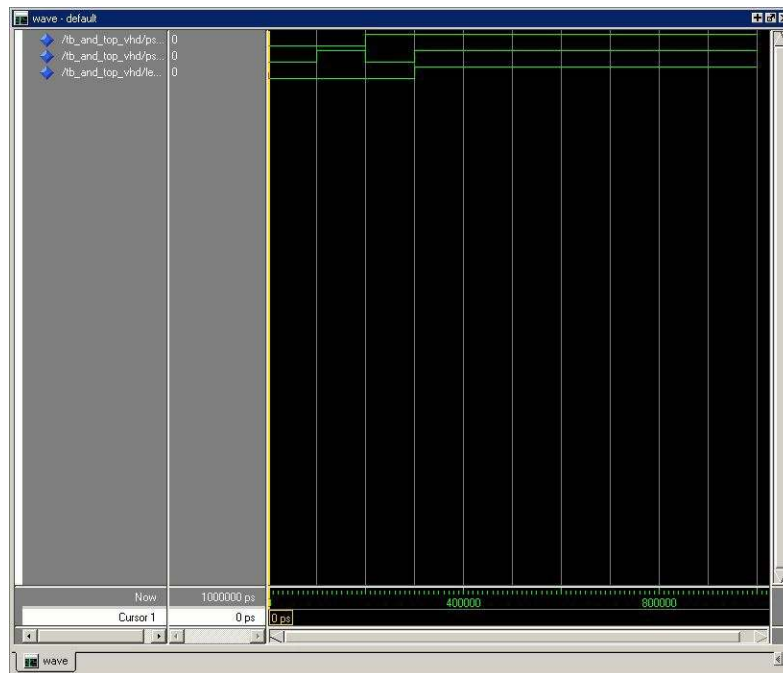 wave - default
/tb_and_top_vhd/ps... 0
/tb_and_top_vhd/ps... 0
/tb_and_top_vhd/le... 0
Now 1000000 ps
400000 800000
Cursor 1 0 ps 0 ps
wave